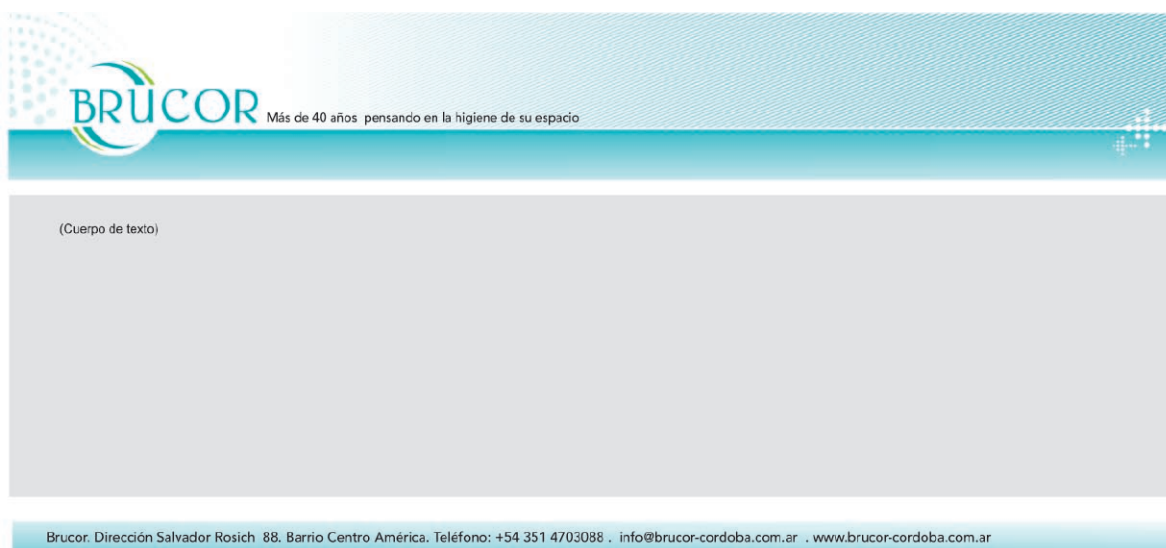 BRUCOR Más de 40 años pensando en la higiene de su espacio
(Cuerpo de texto)
Brucor. Dirección Salvador Rosich 88. Barrio Centro América. Teléfono: +54 351 4703088 . info@brucor-cordoba.com.ar . www.brucor-cordoba.com.ar